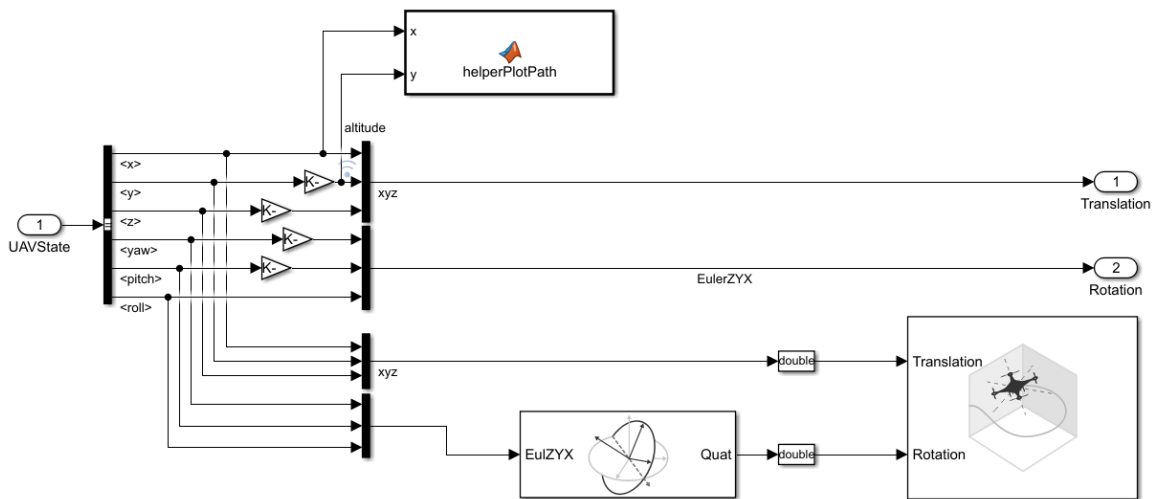 x
y
helperPlotPath
altitude
<x>
<y>
<z>
<yaw>
<pitch>
<roll>
1
UAVState
K-
K-
K-
K-
xyz
1
Translation
EulerZYX
2
Rotation
xyz
double
Translation
EulZYX
Quat
double
Rotation